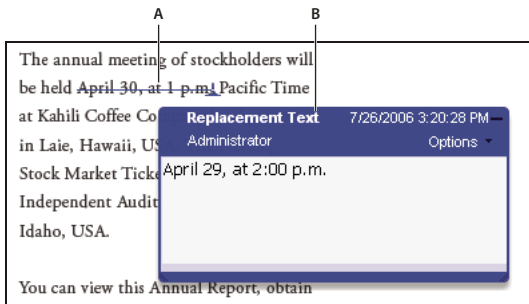 A B
The annual meeting of stockholders will
be held April 30, at 1 p.m. Pacific Time
at Kahili Coffee Co
in Laie, Hawaii, US
Stock Market Ticke
Independent Audit
Idaho, USA.
You can view this Annual Report, obtain
Replacement Text 7/26/2006 3:20:28 PM
Administrator Options
April 29, at 2:00 p.m.